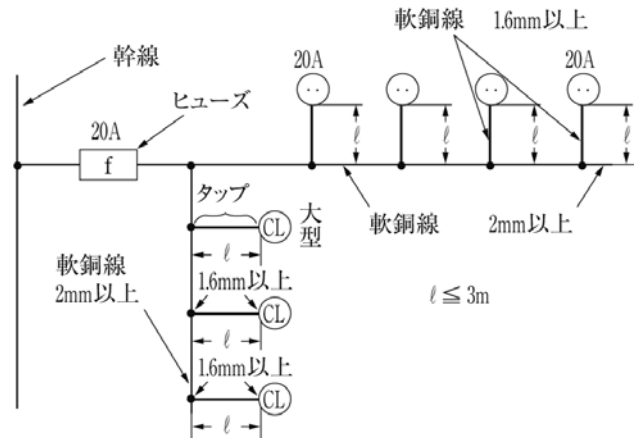 幹線
20A
ヒューズ
f
20A
軟銅線
1.6mm以上
20A
ℓ
ℓ
ℓ
ℓ
軟銅線
2mm以上
タップ
CL
大型
ℓ
軟銅線
2mm以上
1.6mm以上
CL
ℓ
1.6mm以上
CL
ℓ
ℓ ≦ 3m